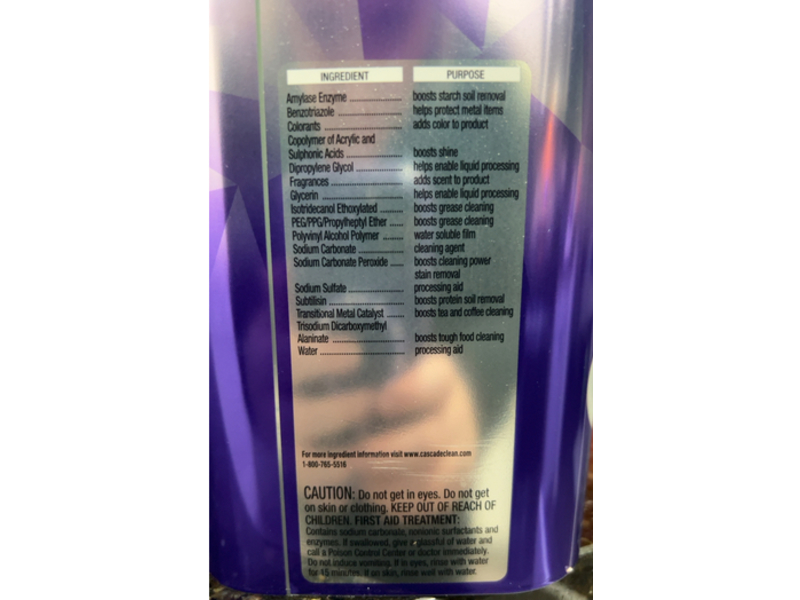 INGREDIENT PURPOSE
Amylase Enzyme .................... boosts starch soil removal
Benzotriazole ........................ helps protect metal items
Colorants ............................. adds color to product
Copolymer of Acrylic and
Sulphonic Acids .................... boosts shine
Dipropylene Glycol ................. helps enable liquid processing
Fragrances ........................... adds scent to product
Glycerin ............................... helps enable liquid processing
Isotridecanol Ethoxylated ......... boosts grease cleaning
PEG/PPG/Propylheptyl Ether ..... boosts grease cleaning
Polyvinyl Alcohol Polymer ........ water soluble film
Sodium Carbonate .................. cleaning agent
Sodium Carbonate Peroxide ..... boosts cleaning power
stain removal
Sodium Sulfate ...................... processing aid
Subtilisin .............................. boosts protein soil removal
Transitional Metal Catalyst ....... boosts tea and coffee cleaning
Trisodium Dicarboxymethyl
Alaninate .............................. boosts tough food cleaning
Water ................................... processing aid
For more ingredient information visit www.cascadeclean.com
1-800-765-5516
CAUTION: Do not get in eyes. Do not get
on skin or clothing. KEEP OUT OF REACH OF
CHILDREN. FIRST AID TREATMENT:
Contains sodium carbonate, nonionic surfactants and
enzymes. If swallowed, give a glassful of water and
call a Poison Control Center or doctor immediately.
Do not induce vomiting. If in eyes, rinse with water
for 15 minutes. If on skin, rinse well with water.